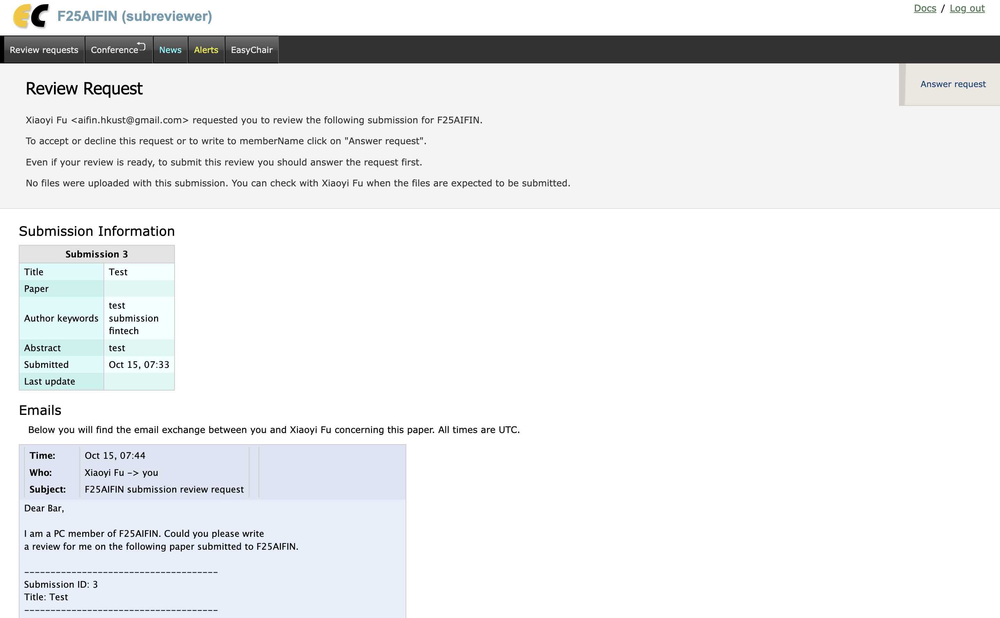 EC F25AIFIN (subreviewer)
Docs / Log out
Review requests Conference News Alerts EasyChair
Review Request
Answer request
Xiaoyi Fu <aifin.hkust@gmail.com> requested you to review the following submission for F25AIFIN.
To accept or decline this request or to write to memberName click on "Answer request".
Even if your review is ready, to submit this review you should answer the request first.
No files were uploaded with this submission. You can check with Xiaoyi Fu when the files are expected to be submitted.
Submission Information
Submission 3
Title Test
Paper
Author keywords test
submission
fintech
Abstract test
Submitted Oct 15, 07:33
Last update
Emails
Below you will find the email exchange between you and Xiaoyi Fu concerning this paper. All times are UTC.
Time: Oct 15, 07:44
Who: Xiaoyi Fu -> you
Subject: F25AIFIN submission review request
Dear Bar,
I am a PC member of F25AIFIN. Could you please write
a review for me on the following paper submitted to F25AIFIN.
-------------------------------------
Submission ID: 3
Title: Test
-------------------------------------